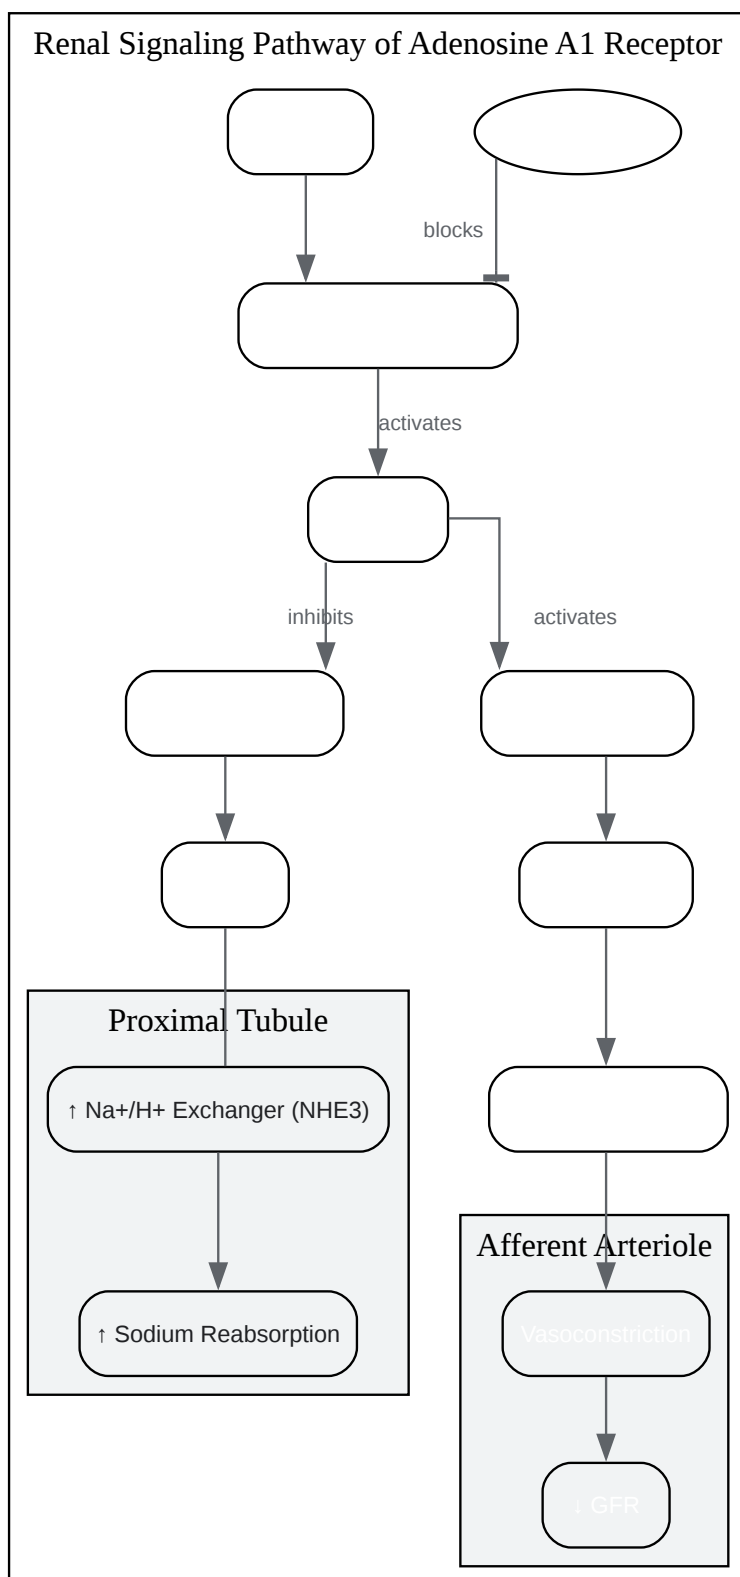 Renal Signaling Pathway of Adenosine A1 Receptor
blocks
activates
inhibits
activates
Proximal Tubule
↑ Na+/H+ Exchanger (NHE3)
Afferent Arteriole
↑ Sodium Reabsorption
Vasoconstriction
↓ GFR